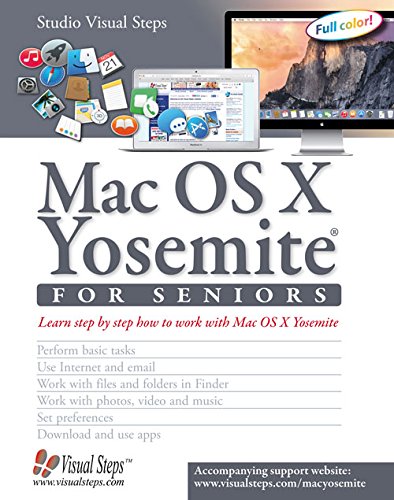 Studio Visual Steps
Full color!
Mac OS X
Yosemite®
FOR SENIORS
Learn step by step how to work with Mac OS X Yosemite
Perform basic tasks
Use Internet and email
Work with files and folders in Finder
Work with photos, video and music
Set preferences
Download and use apps
Visual Steps™
www.visualsteps.com
Accompanying support website:
www.visualsteps.com/macyosemite